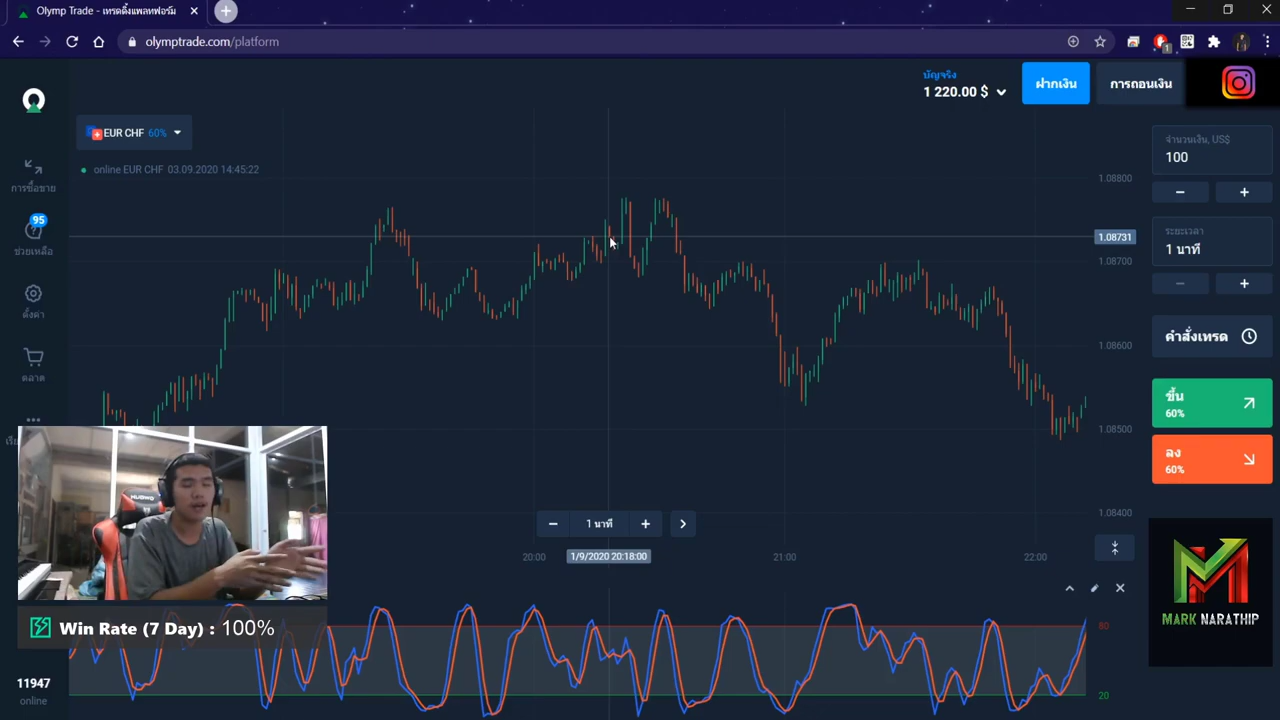 Olymp Trade - เทรดดิ้งแพลทฟอร์ม
olymptrade.com/platform
1
บัญจริง
1 220.00 $
ฝากเงิน
การถอนเงิน
EUR CHF 60%
online EUR CHF 03.09.2020 14:45:22
การซื้อขาย
95
ช่วยเหลือ
ตั้งค่า
ตลาด
1.08800
1.08731
1.08700
1.08600
1.08500
1.08400
จำนวนเงิน, US$
100
ระยะเวลา
1 นาที
คำสั่งเทรด
ขึ้น
60%
ลง
60%
1 นาที
20:00
1/9/2020 20:18:00
21:00
22:00
80
20
MARK NARATHIP
Win Rate (7 Day) : 100%
11947
online